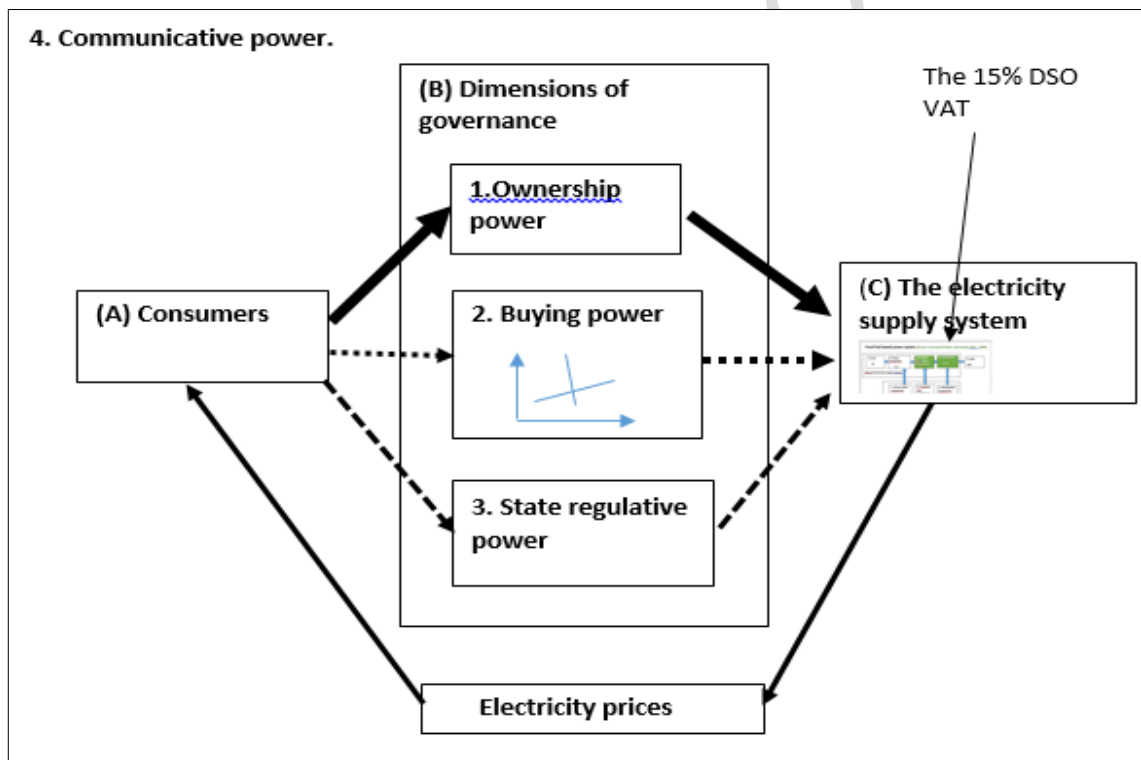 4. Communicative power.
The 15% DSO
VAT
(B) Dimensions of
governance
1.Ownership
power
(A) Consumers
2. Buying power
(C) The electricity
supply system
3. State regulative
power
Electricity prices